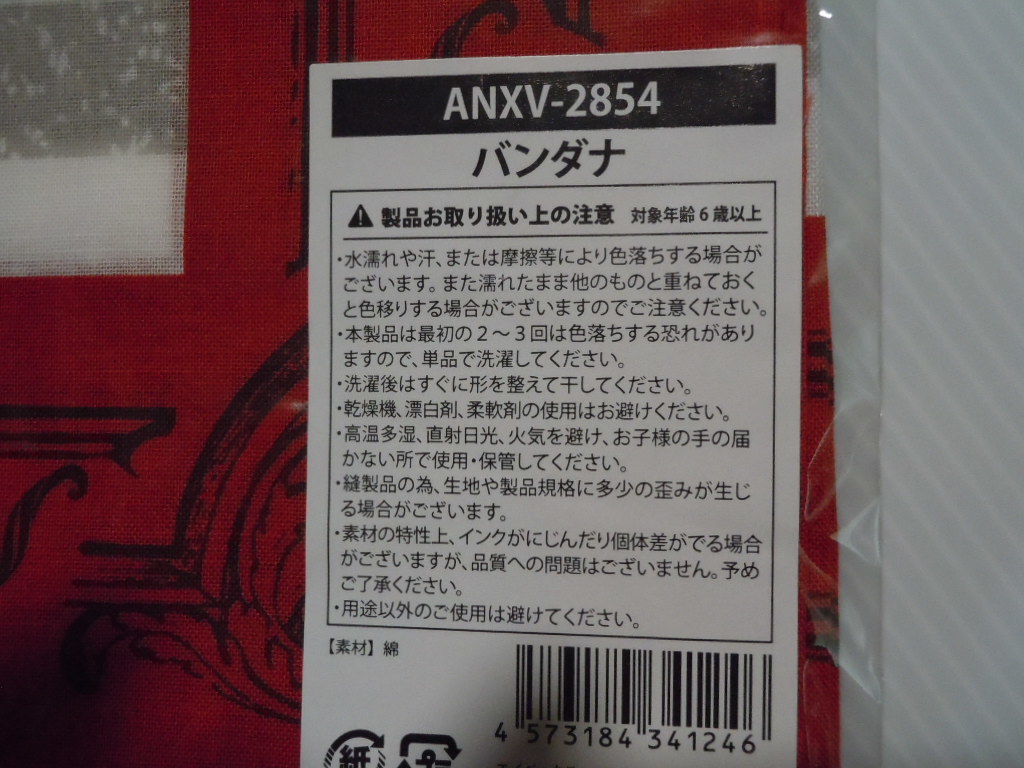 ANXV-2854
バンダナ
製品お取り扱い上の注意 対象年齢6歳以上
・水濡れや汗、または摩擦等により色落ちする場合が
ございます。また濡れたまま他のものと重ねておく
と色移りする場合がございますのでご注意ください。
・本製品は最初の2〜3回は色落ちする恐れがあり
ますので、単品で洗濯してください。
・洗濯後はすぐに形を整えて干してください。
・乾燥機、漂白剤、柔軟剤の使用はお避けください。
・高温多湿、直射日光、火気を避け、お子様の手の届
かない所で使用・保管してください。
・縫製品の為、生地や製品規格に多少の歪みが生じ
る場合がございます。
・素材の特性上、インクがにじんだり個体差がでる場合
がございますが、品質への問題はございません。予め
ご了承ください。
・用途以外のご使用は避けてください。
【素材】綿
4 573184 341246
紙 プラ